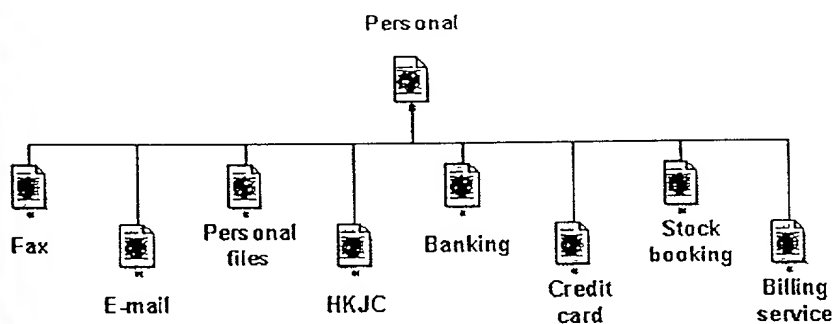 Personal
Fax
E-mail
Personal
files
HKJC
Banking
Credit
card
Stock
booking
Billing
service